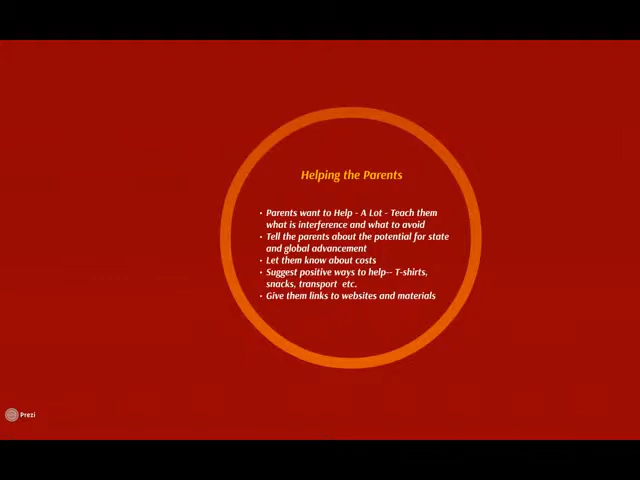 Helping the Parents
• Parents want to Help - A Lot - Teach them
what is interference and what to avoid
• Tell the parents about the potential for state
and global advancement
• Let them know about costs
• Suggest positive ways to help-- T-shirts,
snacks, transport  etc.
• Give them links to websites and materials
Prezi